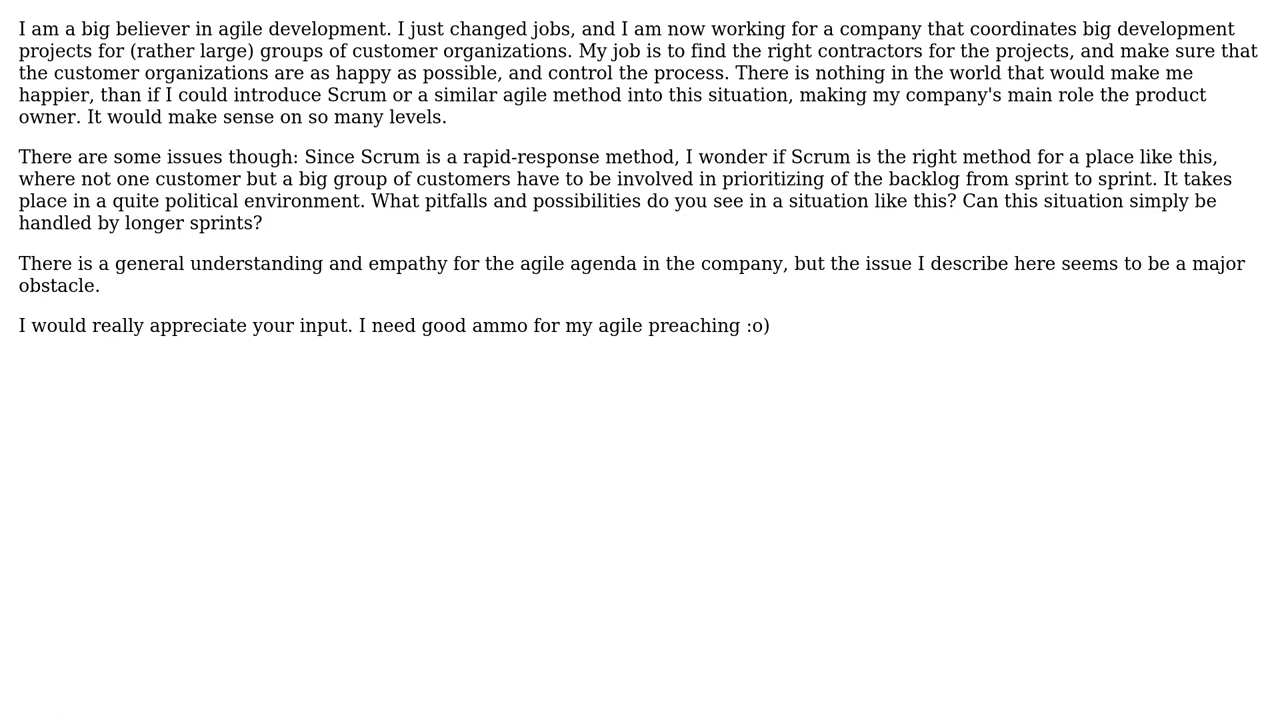 I am a big believer in agile development. I just changed jobs, and I am now working for a company that coordinates big development
projects for (rather large) groups of customer organizations. My job is to find the right contractors for the projects, and make sure that
the customer organizations are as happy as possible, and control the process. There is nothing in the world that would make me
happier, than if I could introduce Scrum or a similar agile method into this situation, making my company's main role the product
owner. It would make sense on so many levels.
There are some issues though: Since Scrum is a rapid-response method, I wonder if Scrum is the right method for a place like this,
where not one customer but a big group of customers have to be involved in prioritizing of the backlog from sprint to sprint. It takes
place in a quite political environment. What pitfalls and possibilities do you see in a situation like this? Can this situation simply be
handled by longer sprints?
There is a general understanding and empathy for the agile agenda in the company, but the issue I describe here seems to be a major
obstacle.
I would really appreciate your input. I need good ammo for my agile preaching :o)